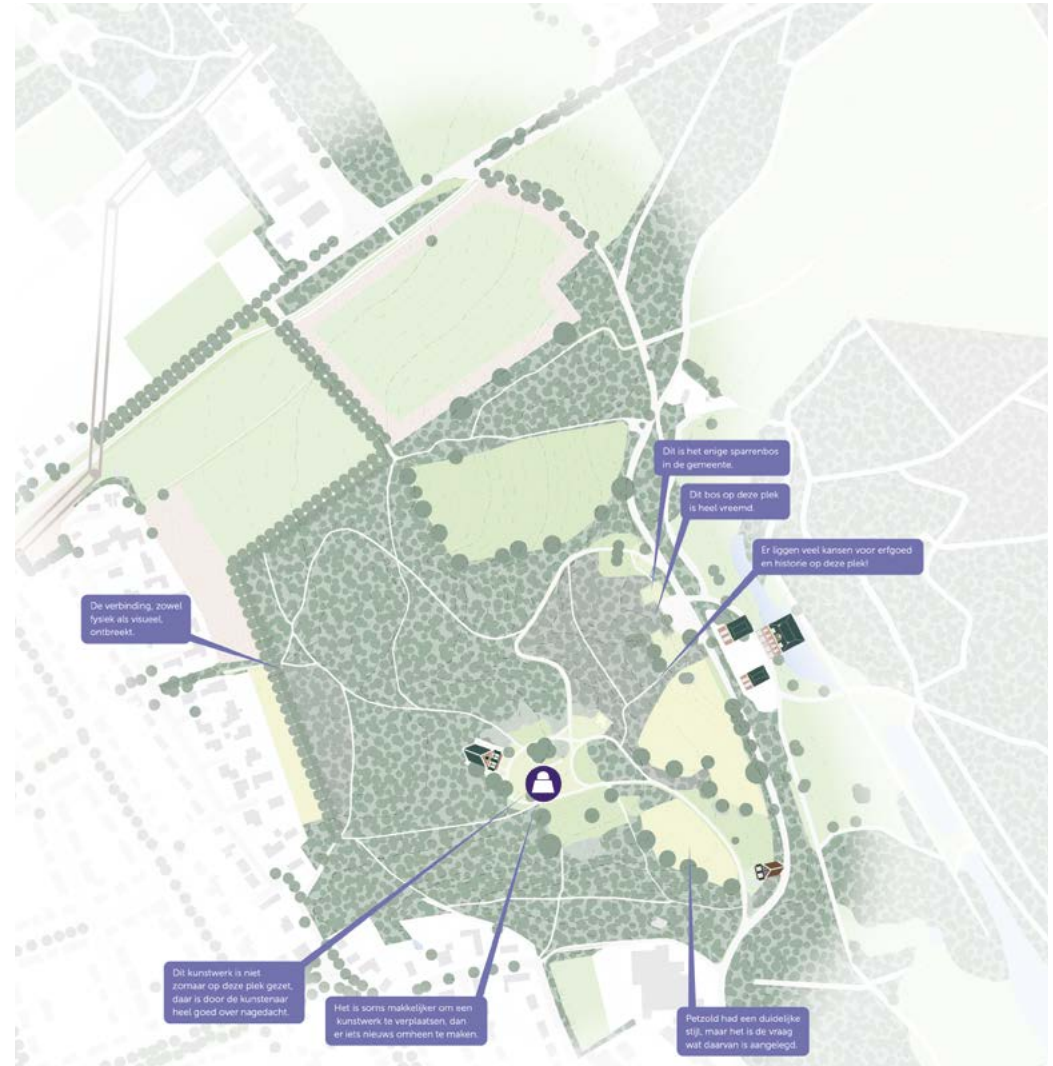 Dit is het enige sparrenbos
in de gemeente.
Dit bos op deze plek
is heel vreemd.
Er liggen veel kansen voor erfgoed
en historie op deze plek!
De verbinding, zowel
fysiek als visueel,
ontbreekt.
Dit kunstwerk is niet
zomaar op deze plek gezet,
daar is door de kunstenaar
heel goed over nagedacht.
Het is soms makkelijker om een
kunstwerk te verplaatsen, dan
er iets nieuws omheen te maken.
Petzold had een duidelijke
stijl, maar het is de vraag
wat daarvan is aangelegd.